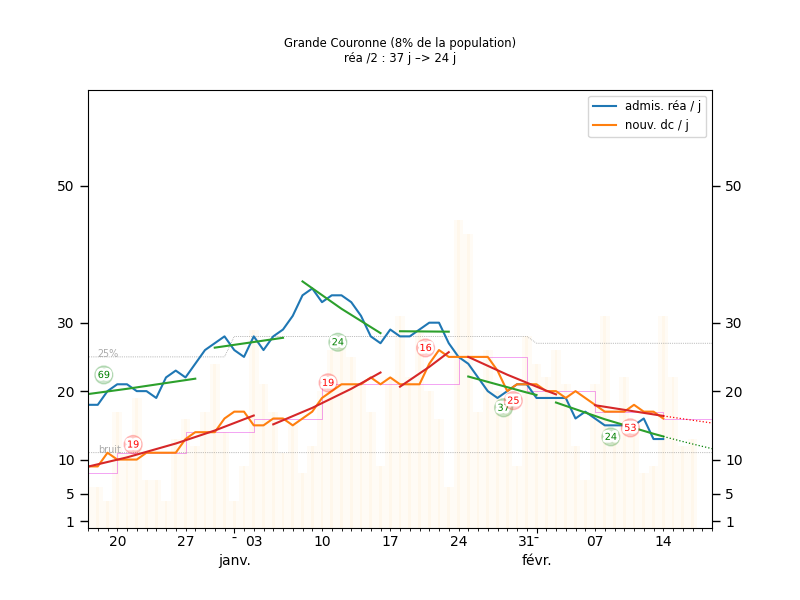 Grande Couronne (8% de la population)
réa /2 : 37 j –> 24 j
admis. réa / j
nouv. dc / j
50 50
30 30
25%
24
16
69
19
20 20
37 25
53
24
19
bruit
10 10
5 5
1 1
20 27 03 10 17 24 31 07 14
janv. févr.